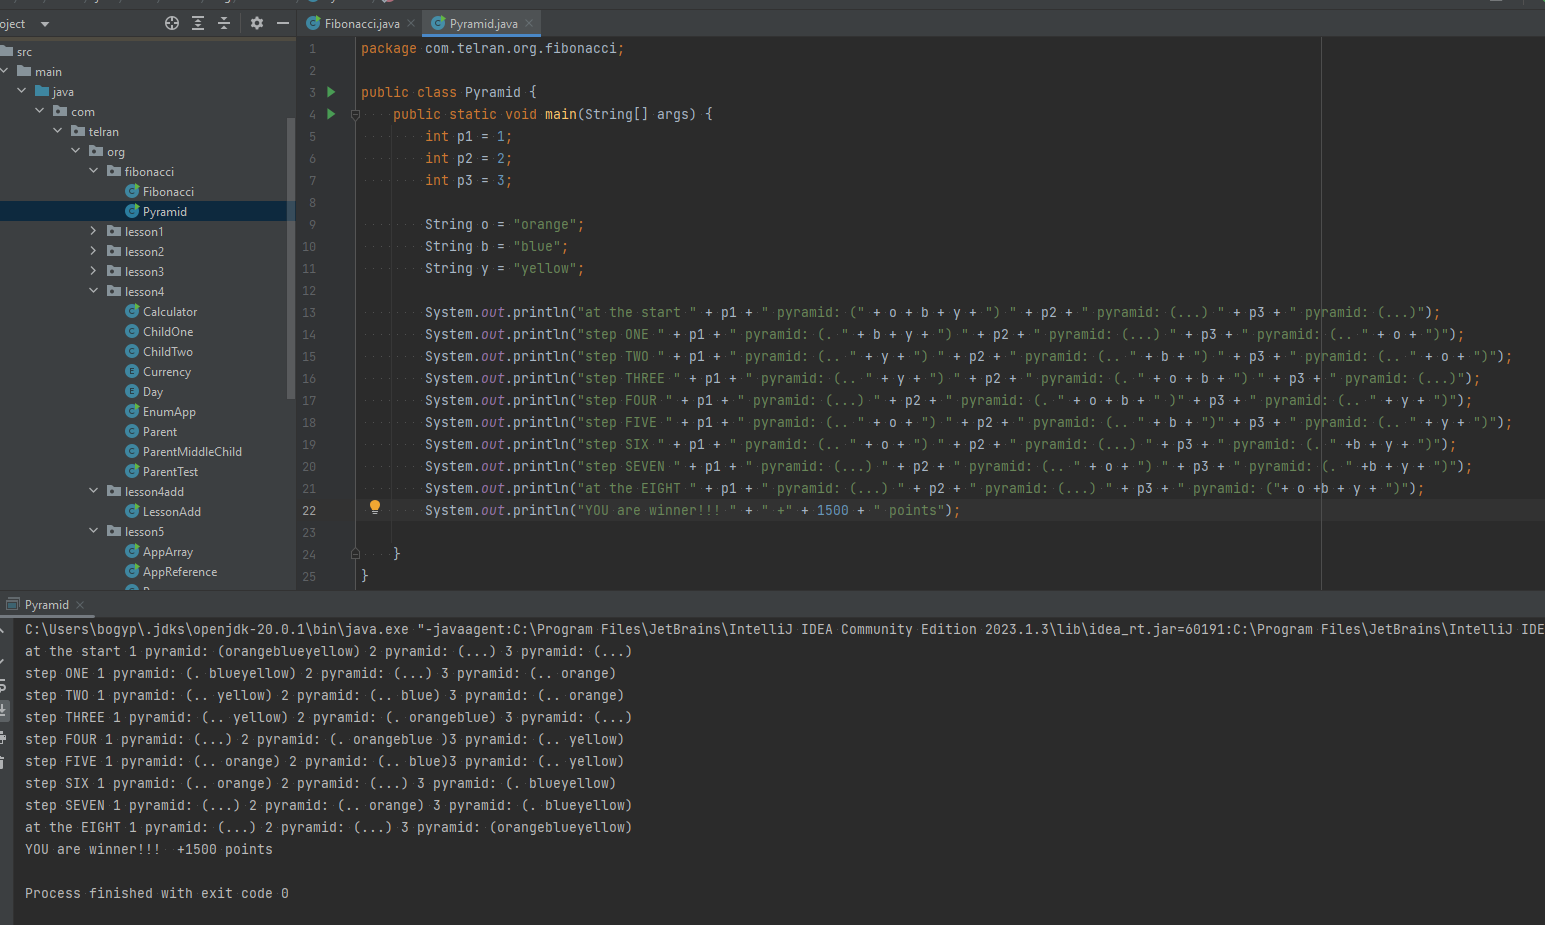 oject
Fibonacci.java
Pyramid.java
src
main
java
com
telran
org
fibonacci
Fibonacci
Pyramid
lesson1
lesson2
lesson3
lesson4
Calculator
ChildOne
ChildTwo
Currency
Day
EnumApp
Parent
ParentMiddleChild
ParentTest
lesson4add
LessonAdd
lesson5
AppArray
AppReference
1 package com.telran.org.fibonacci;
2
3 public class Pyramid {
4 public static void main(String[] args) {
5 int p1 = 1;
6 int p2 = 2;
7 int p3 = 3;
8
9 String o = "orange";
10 String b = "blue";
11 String y = "yellow";
12
13 System.out.println("at the start " + p1 + " pyramid: (" + o + b + y + ") " + p2 + " pyramid: (...) " + p3 + " pyramid: (...)");
14 System.out.println("step ONE " + p1 + " pyramid: (. " + b + y + ") " + p2 + " pyramid: (...) " + p3 + " pyramid: (.. " + o + ")");
15 System.out.println("step TWO " + p1 + " pyramid: (.. " + y + ") " + p2 + " pyramid: (.. " + b + ") " + p3 + " pyramid: (.. " + o + ")");
16 System.out.println("step THREE " + p1 + " pyramid: (.. " + y + ") " + p2 + " pyramid: (. " + o + b + ") " + p3 +" pyramid: (...)");
17 System.out.println("step FOUR " + p1 + " pyramid: (...) " + p2 + " pyramid: (. " + o + b + " )" + p3 + " pyramid: (.. " + y + ")");
18 System.out.println("step FIVE " + p1 + " pyramid: (.. " + o + ") " + p2 + " pyramid: (.. " + b + ")" + p3 + " pyramid: (.. " + y + ")");
19 System.out.println("step SIX " + p1 + " pyramid: (.. " + o + ") " + p2 + " pyramid: (...) " + p3 + " pyramid: (. " +b + y + ")");
20 System.out.println("step SEVEN " + p1 + " pyramid: (...) " + p2 + " pyramid: (.. " + o + ") " + p3 + " pyramid: (. " +b + y + ")");
21 System.out.println("at the EIGHT " + p1 + " pyramid: (...) " + p2 + " pyramid: (...) " + p3 + " pyramid: ("+ o +b + y + ")");
22 System.out.println("YOU are winner!!! " + " +" + 1500 + " points");
23
24 }
25 }
Pyramid
C:\Users\bogyp\.jdks\openjdk-20.0.1\bin\java.exe "-javaagent:C:\Program Files\JetBrains\IntelliJ IDEA Community Edition 2023.1.3\lib\idea_rt.jar=60191:C:\Program Files\JetBrains\IntelliJ IDE
at the start 1 pyramid: (orangeblueyellow) 2 pyramid: (...) 3 pyramid: (...)
step ONE 1 pyramid: (. blueyellow) 2 pyramid: (...) 3 pyramid: (.. orange)
step TWO 1 pyramid: (.. yellow) 2 pyramid: (.. blue) 3 pyramid: (.. orange)
step THREE 1 pyramid: (.. yellow) 2 pyramid: (. orangeblue) 3 pyramid: (...)
step FOUR 1 pyramid: (...) 2 pyramid: (. orangeblue )3 pyramid: (.. yellow)
step FIVE 1 pyramid: (.. orange) 2 pyramid: (.. blue)3 pyramid: (.. yellow)
step SIX 1 pyramid: (.. orange) 2 pyramid: (...) 3 pyramid: (. blueyellow)
step SEVEN 1 pyramid: (...) 2 pyramid: (.. orange) 3 pyramid: (. blueyellow)
at the EIGHT 1 pyramid: (...) 2 pyramid: (...) 3 pyramid: (orangeblueyellow)
YOU are winner!!!  +1500 points
Process finished with exit code 0